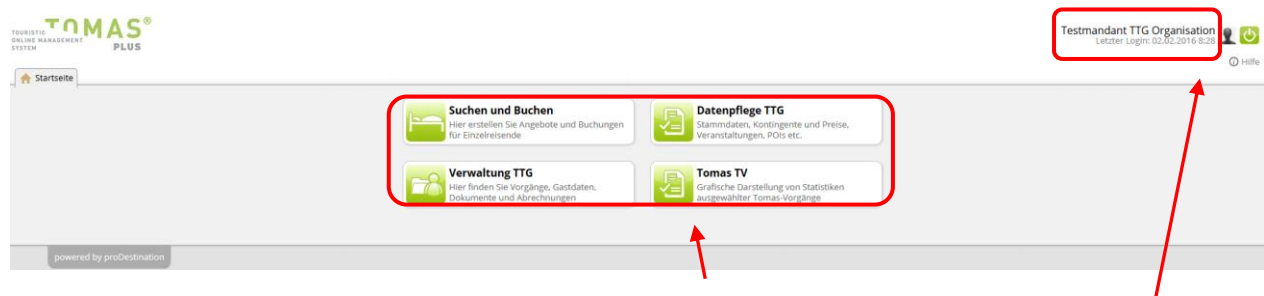 TOURISTIC
ONLINE MANAGEMENT
SYSTEM
TOMAS®
PLUS
Testmandant TTG Organisation
Letzter Login: 02.02.2016 8:28
Hilfe
Startseite
Suchen und Buchen
Hier erstellen Sie Angebote und Buchungen
für Einzelreisende
Datenpflege TTG
Stammdaten, Kontingente und Preise,
Veranstaltungen, POIs etc.
Verwaltung TTG
Hier finden Sie Vorgänge, Gastdaten,
Dokumente und Abrechnungen
Tomas TV
Grafische Darstellung von Statistiken
ausgewählter Tomas-Vorgänge
powered by proDestination